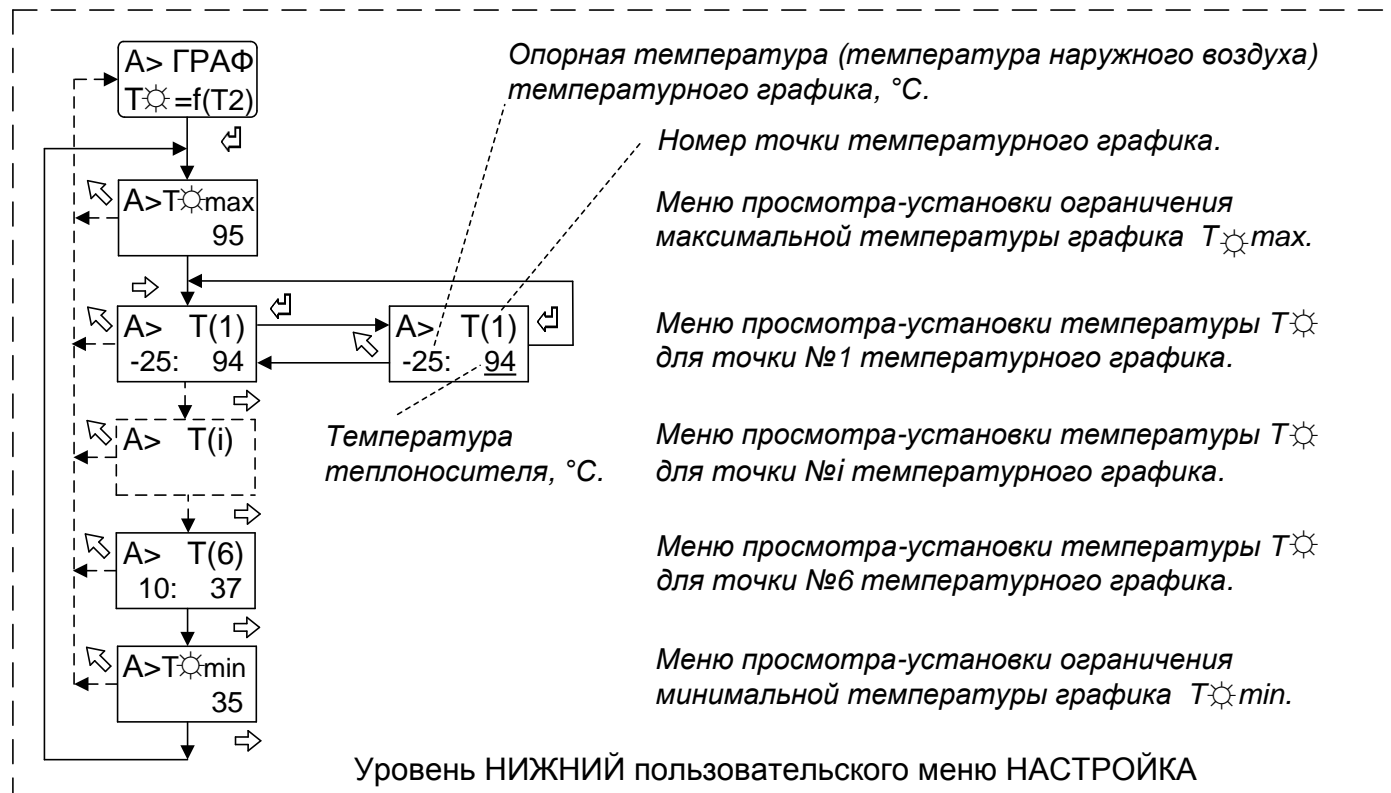 A> ГРАФ
T☼=f(T2)
Опорная температура (температура наружного воздуха)
температурного графика, °С.
Номер точки температурного графика.
A>T☼max
95
Меню просмотра-установки ограничения
максимальной температуры графика T☼max.
A> T(1)
-25: 94
A> T(1)
-25: 94
Меню просмотра-установки температуры T☼
для точки №1 температурного графика.
A> T(i)
Температура
теплоносителя, °С.
Меню просмотра-установки температуры T☼
для точки №i температурного графика.
A> T(6)
10: 37
Меню просмотра-установки температуры T☼
для точки №6 температурного графика.
A>T☼min
35
Меню просмотра-установки ограничения
минимальной температуры графика T☼min.
Уровень НИЖНИЙ пользовательского меню НАСТРОЙКА